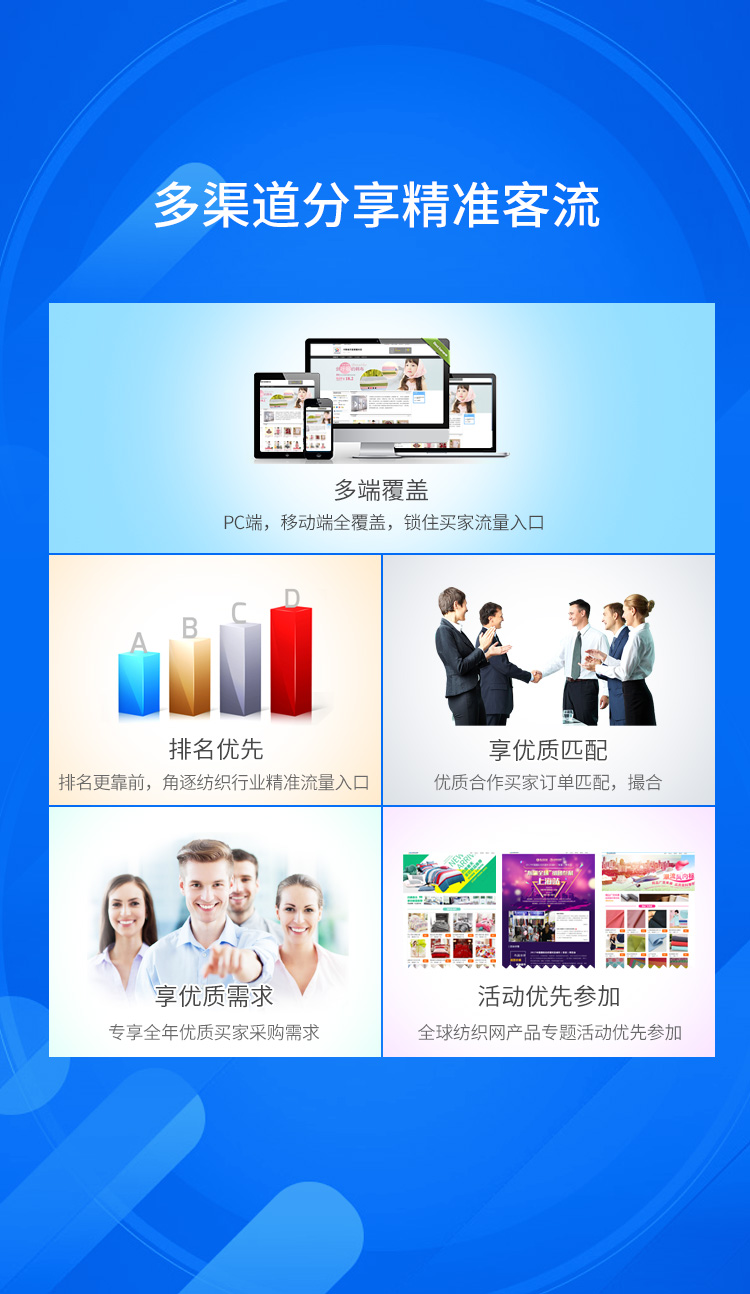 多渠道分享精准客流
多端覆盖
PC端，移动端全覆盖，锁住买家流量入口
A
B
C
D
排名优先
排名更靠前，角逐纺织行业精准流量入口
享优质匹配
优质合作买家订单匹配，撮合
享优质需求
专享全年优质买家采购需求
NEW
上海站
活动优先参加
全球纺织网产品专题活动优先参加